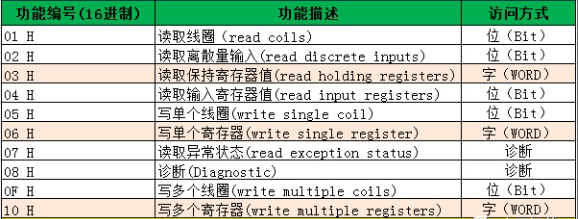 功能编号(16进制) 功能描述 访问方式
01 H 读取线圈（read coils） 位（Bit）
02 H 读取离散量输入(read discrete inputs) 位（Bit）
03 H 读取保持寄存器值(read holding registers) 字（WORD）
04 H 读取输入寄存器值(read input registers) 位（Bit）
05 H 写单个线圈(write single coil) 位（Bit）
06 H 写单个寄存器(write single register) 字（WORD）
07 H 读取异常状态(read exception status) 诊断
08 H 诊断(Diagnostic) 诊断
0F H 写多个线圈(write multiple coils) 位（Bit）
10 H 写多个寄存器(write multiple registers) 字（WORD）